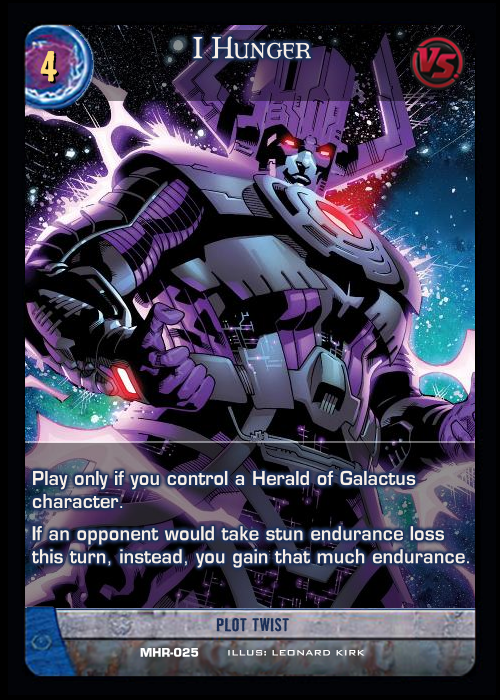 4
I Hunger
VS
Play only if you control a Herald of Galactus
character.
If an opponent would take stun endurance loss
this turn, instead, you gain that much endurance.
PLOT TWIST
MHR-025 ILLUS: LEONARD KIRK